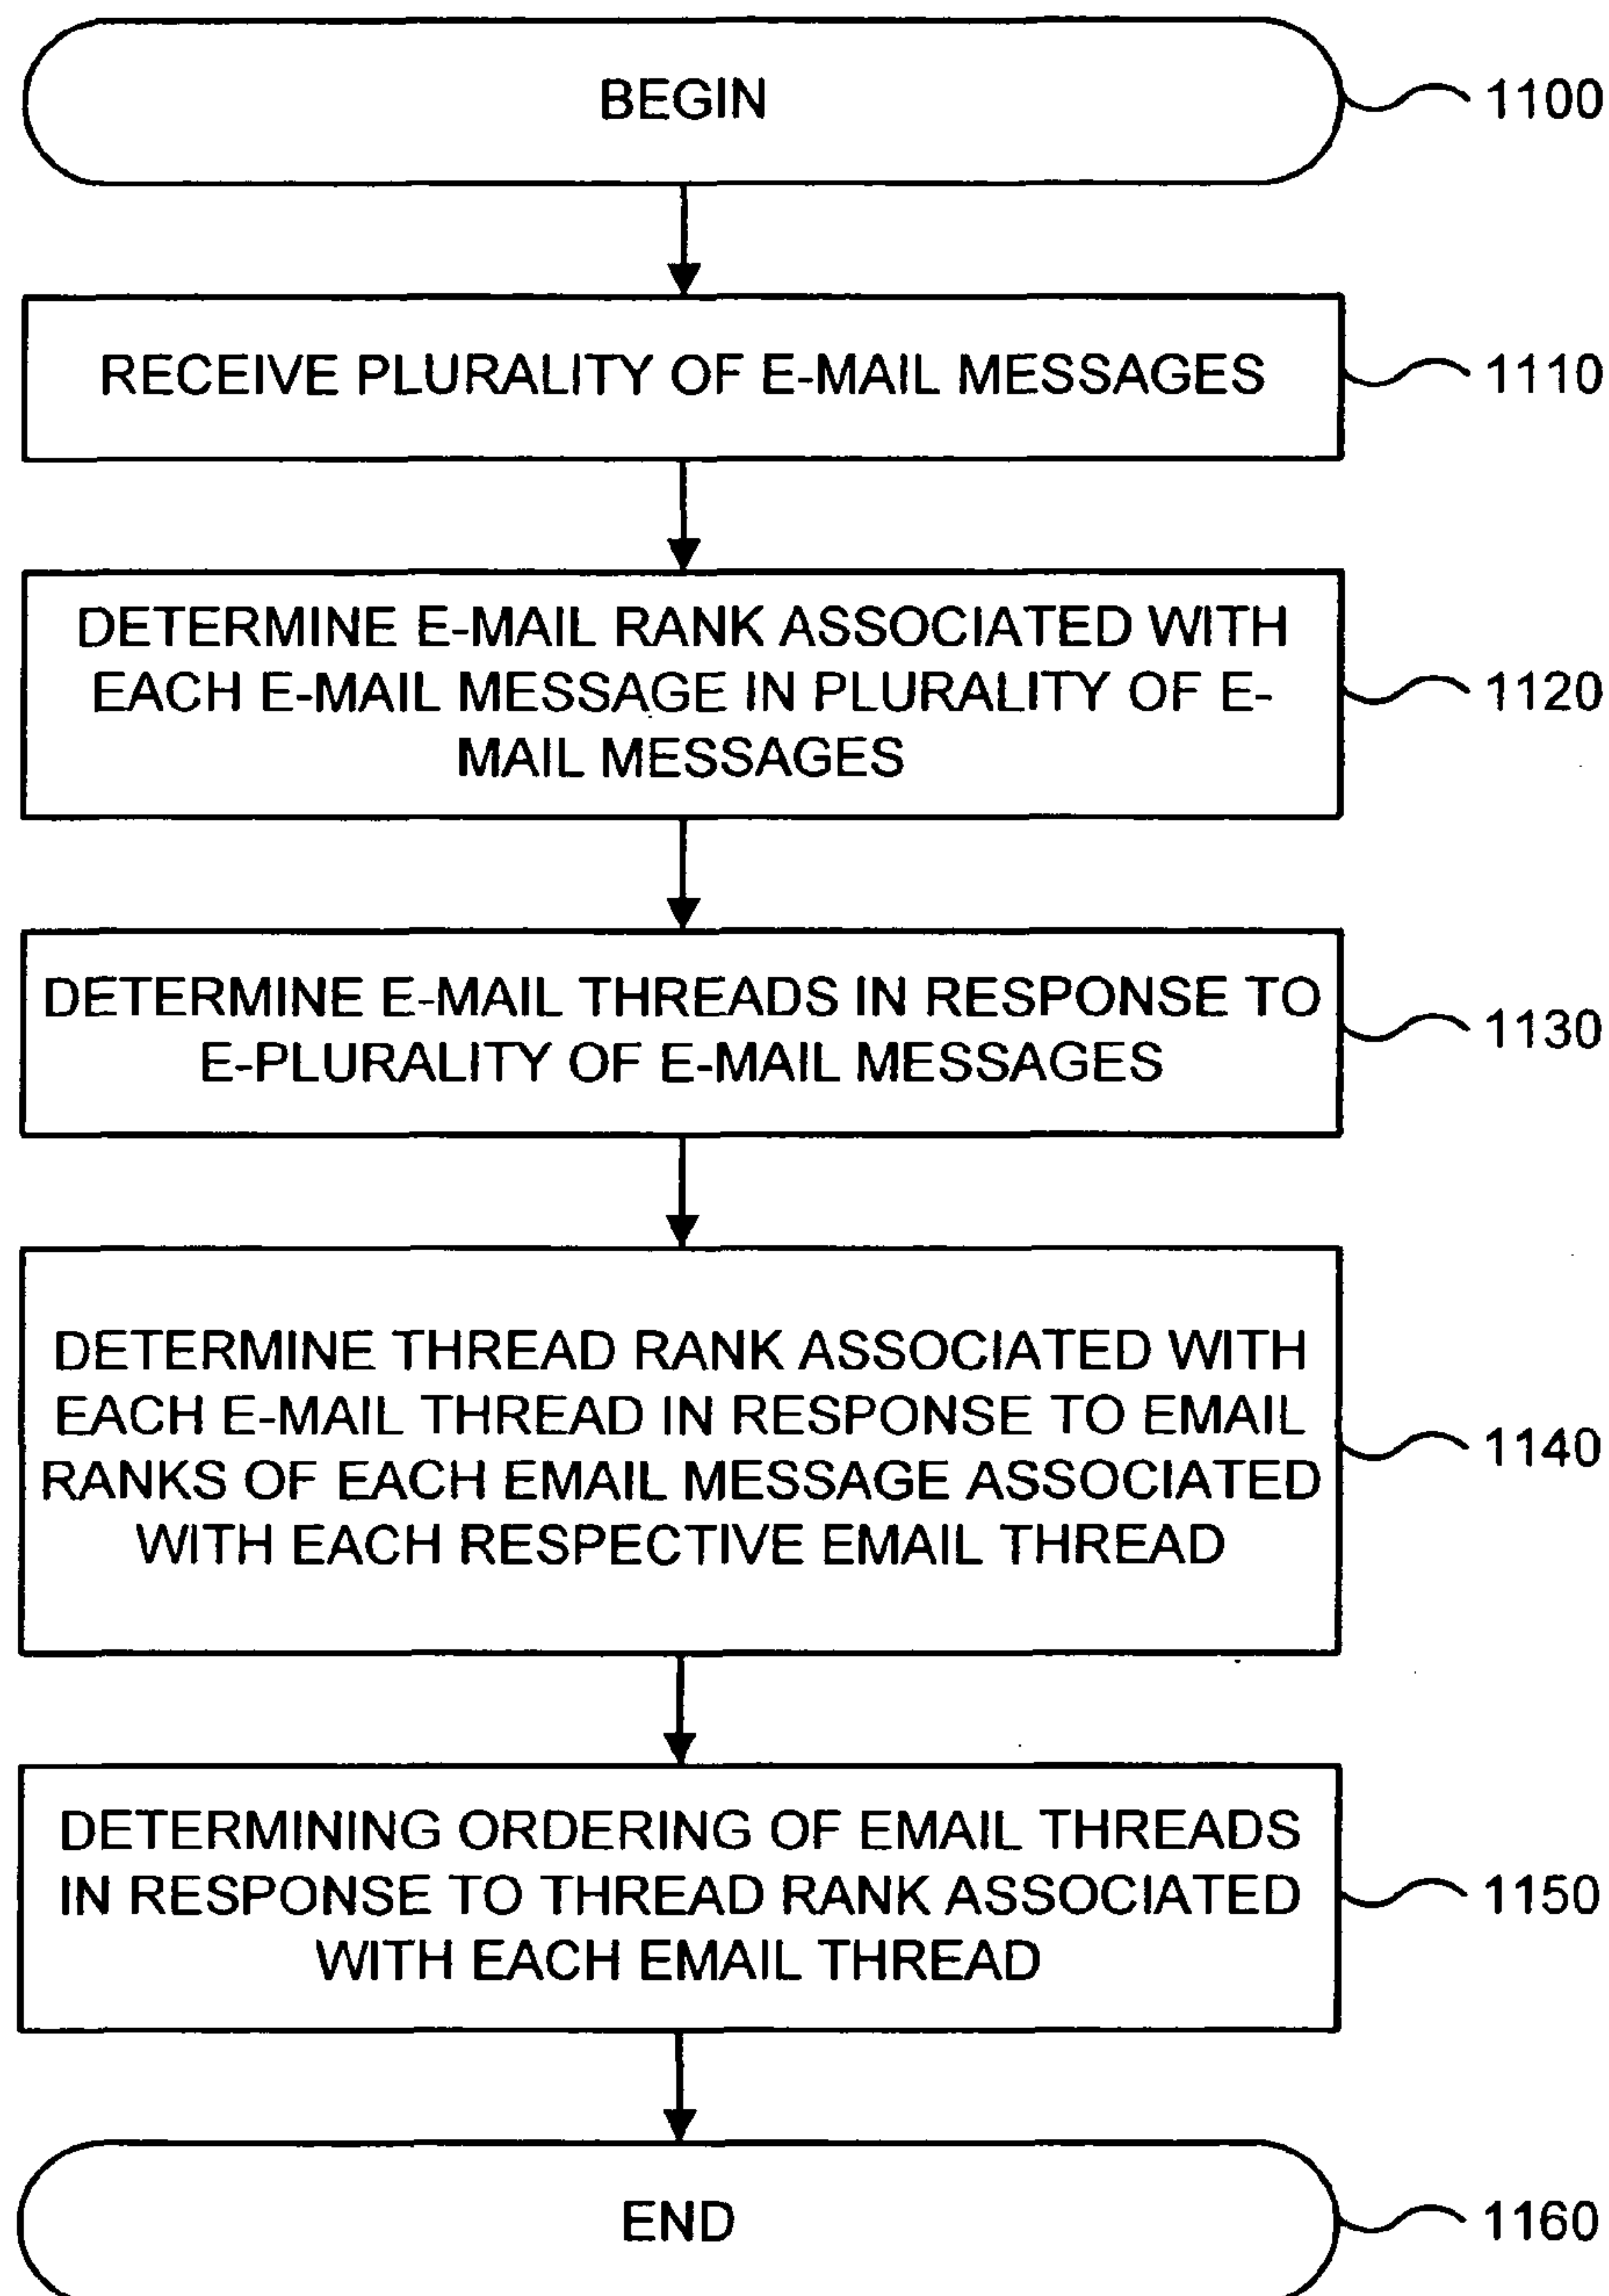 BEGIN
1100
RECEIVE PLURALITY OF E-MAIL MESSAGES
1110
DETERMINE E-MAIL RANK ASSOCIATED WITH
EACH E-MAIL MESSAGE IN PLURALITY OF E-
MAIL MESSAGES
1120
DETERMINE E-MAIL THREADS IN RESPONSE TO
E-PLURALITY OF E-MAIL MESSAGES
1130
DETERMINE THREAD RANK ASSOCIATED WITH
EACH E-MAIL THREAD IN RESPONSE TO EMAIL
RANKS OF EACH EMAIL MESSAGE ASSOCIATED
WITH EACH RESPECTIVE EMAIL THREAD
1140
DETERMINING ORDERING OF EMAIL THREADS
IN RESPONSE TO THREAD RANK ASSOCIATED
WITH EACH EMAIL THREAD
1150
END
1160